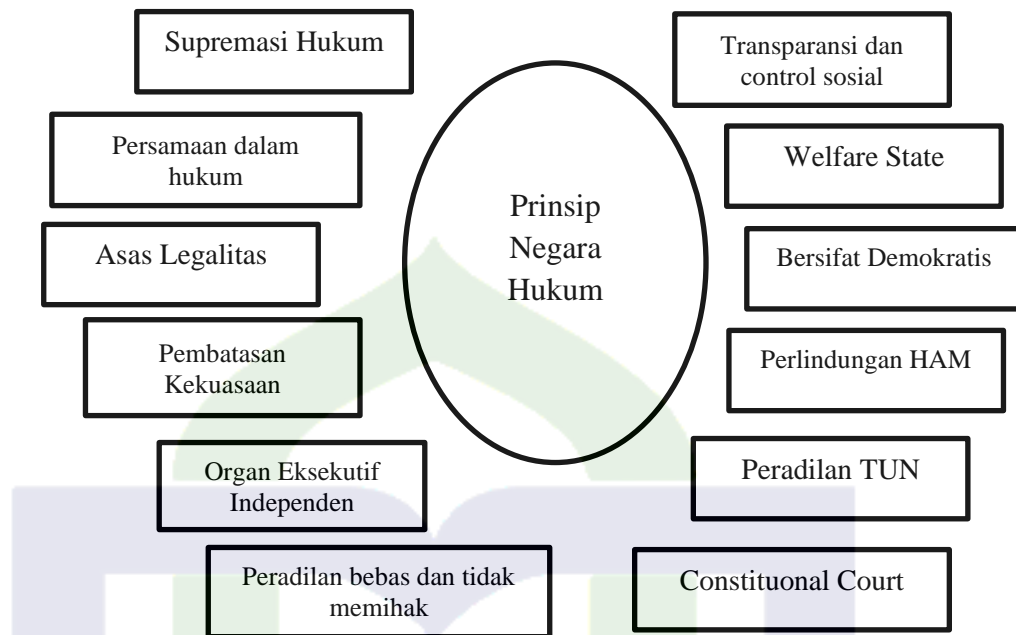 Supremasi Hukum
Persamaan dalam
hukum
Asas Legalitas
Pembatasan
Kekuasaan
Organ Eksekutif
Independen
Peradilan bebas dan tidak
memihak
Prinsip
Negara
Hukum
Transparansi dan
control sosial
Welfare State
Bersifat Demokratis
Perlindungan HAM
Peradilan TUN
Constituonal Court